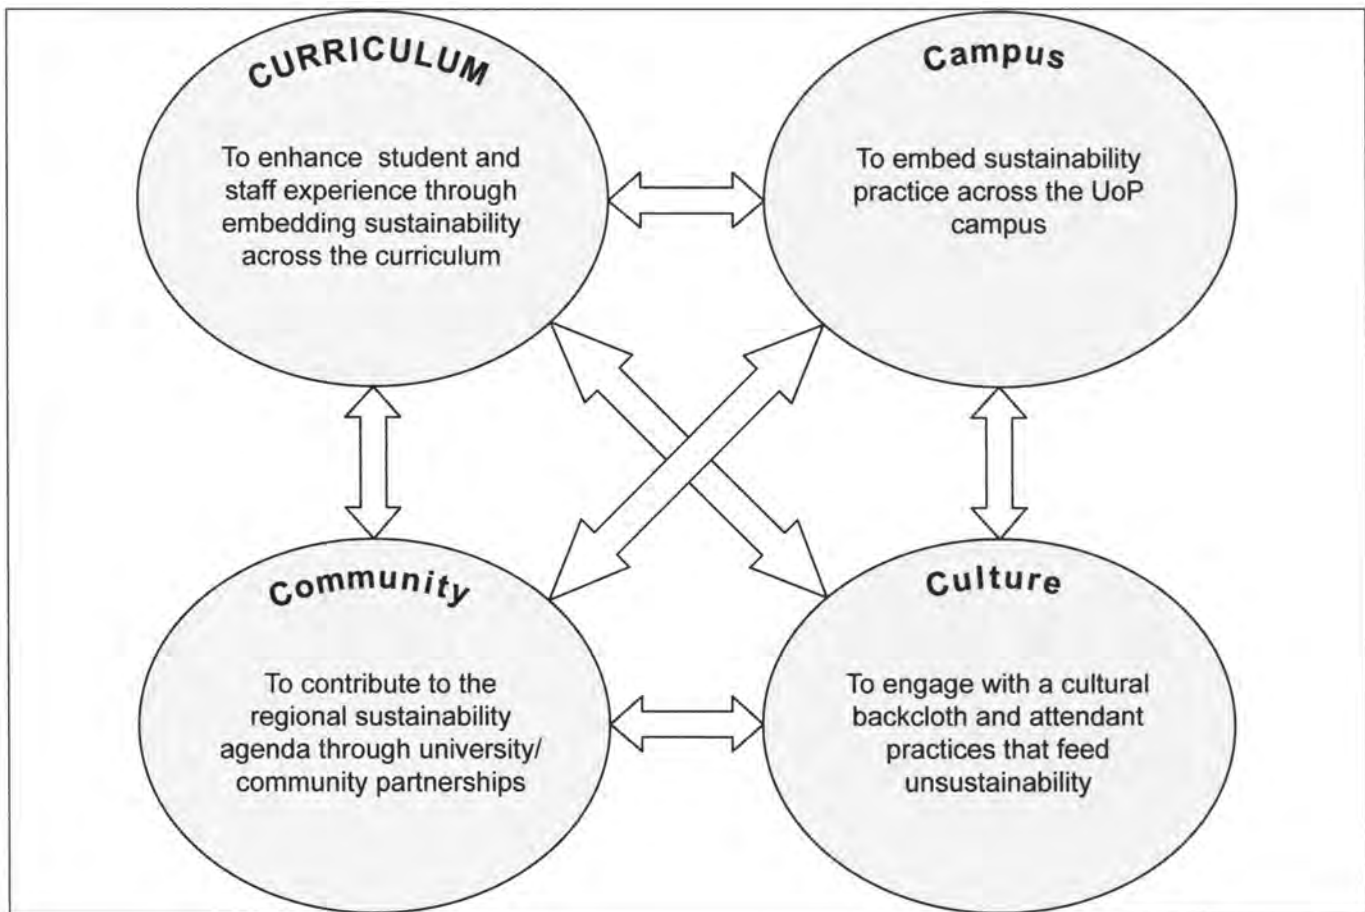 CURRICULUM
To enhance student and
staff experience through
embedding sustainability
across the curriculum
Campus
To embed sustainability
practice across the UoP
campus
Community
To contribute to the
regional sustainability
agenda through university/
community partnerships
Culture
To engage with a cultural
backcloth and attendant
practices that feed
unsustainability